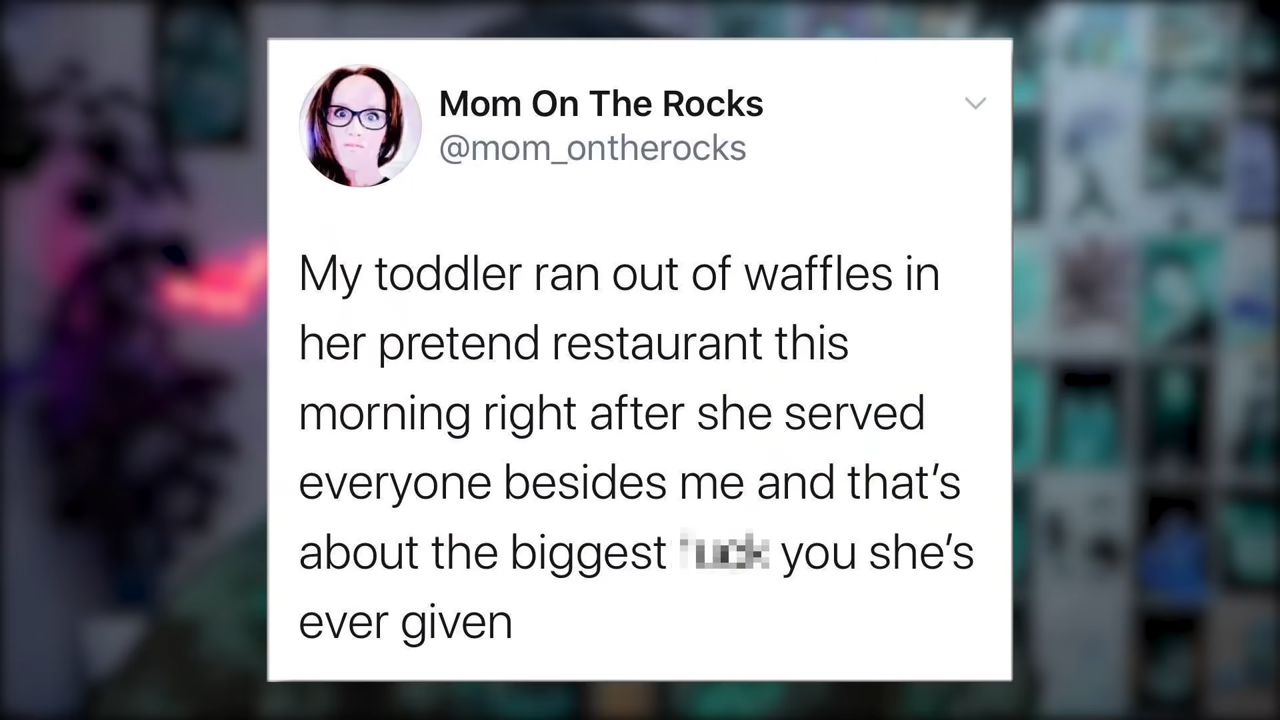 Mom On The Rocks
@mom_ontherocks
My toddler ran out of waffles in
her pretend restaurant this
morning right after she served
everyone besides me and that’s
about the biggest you she’s
ever given